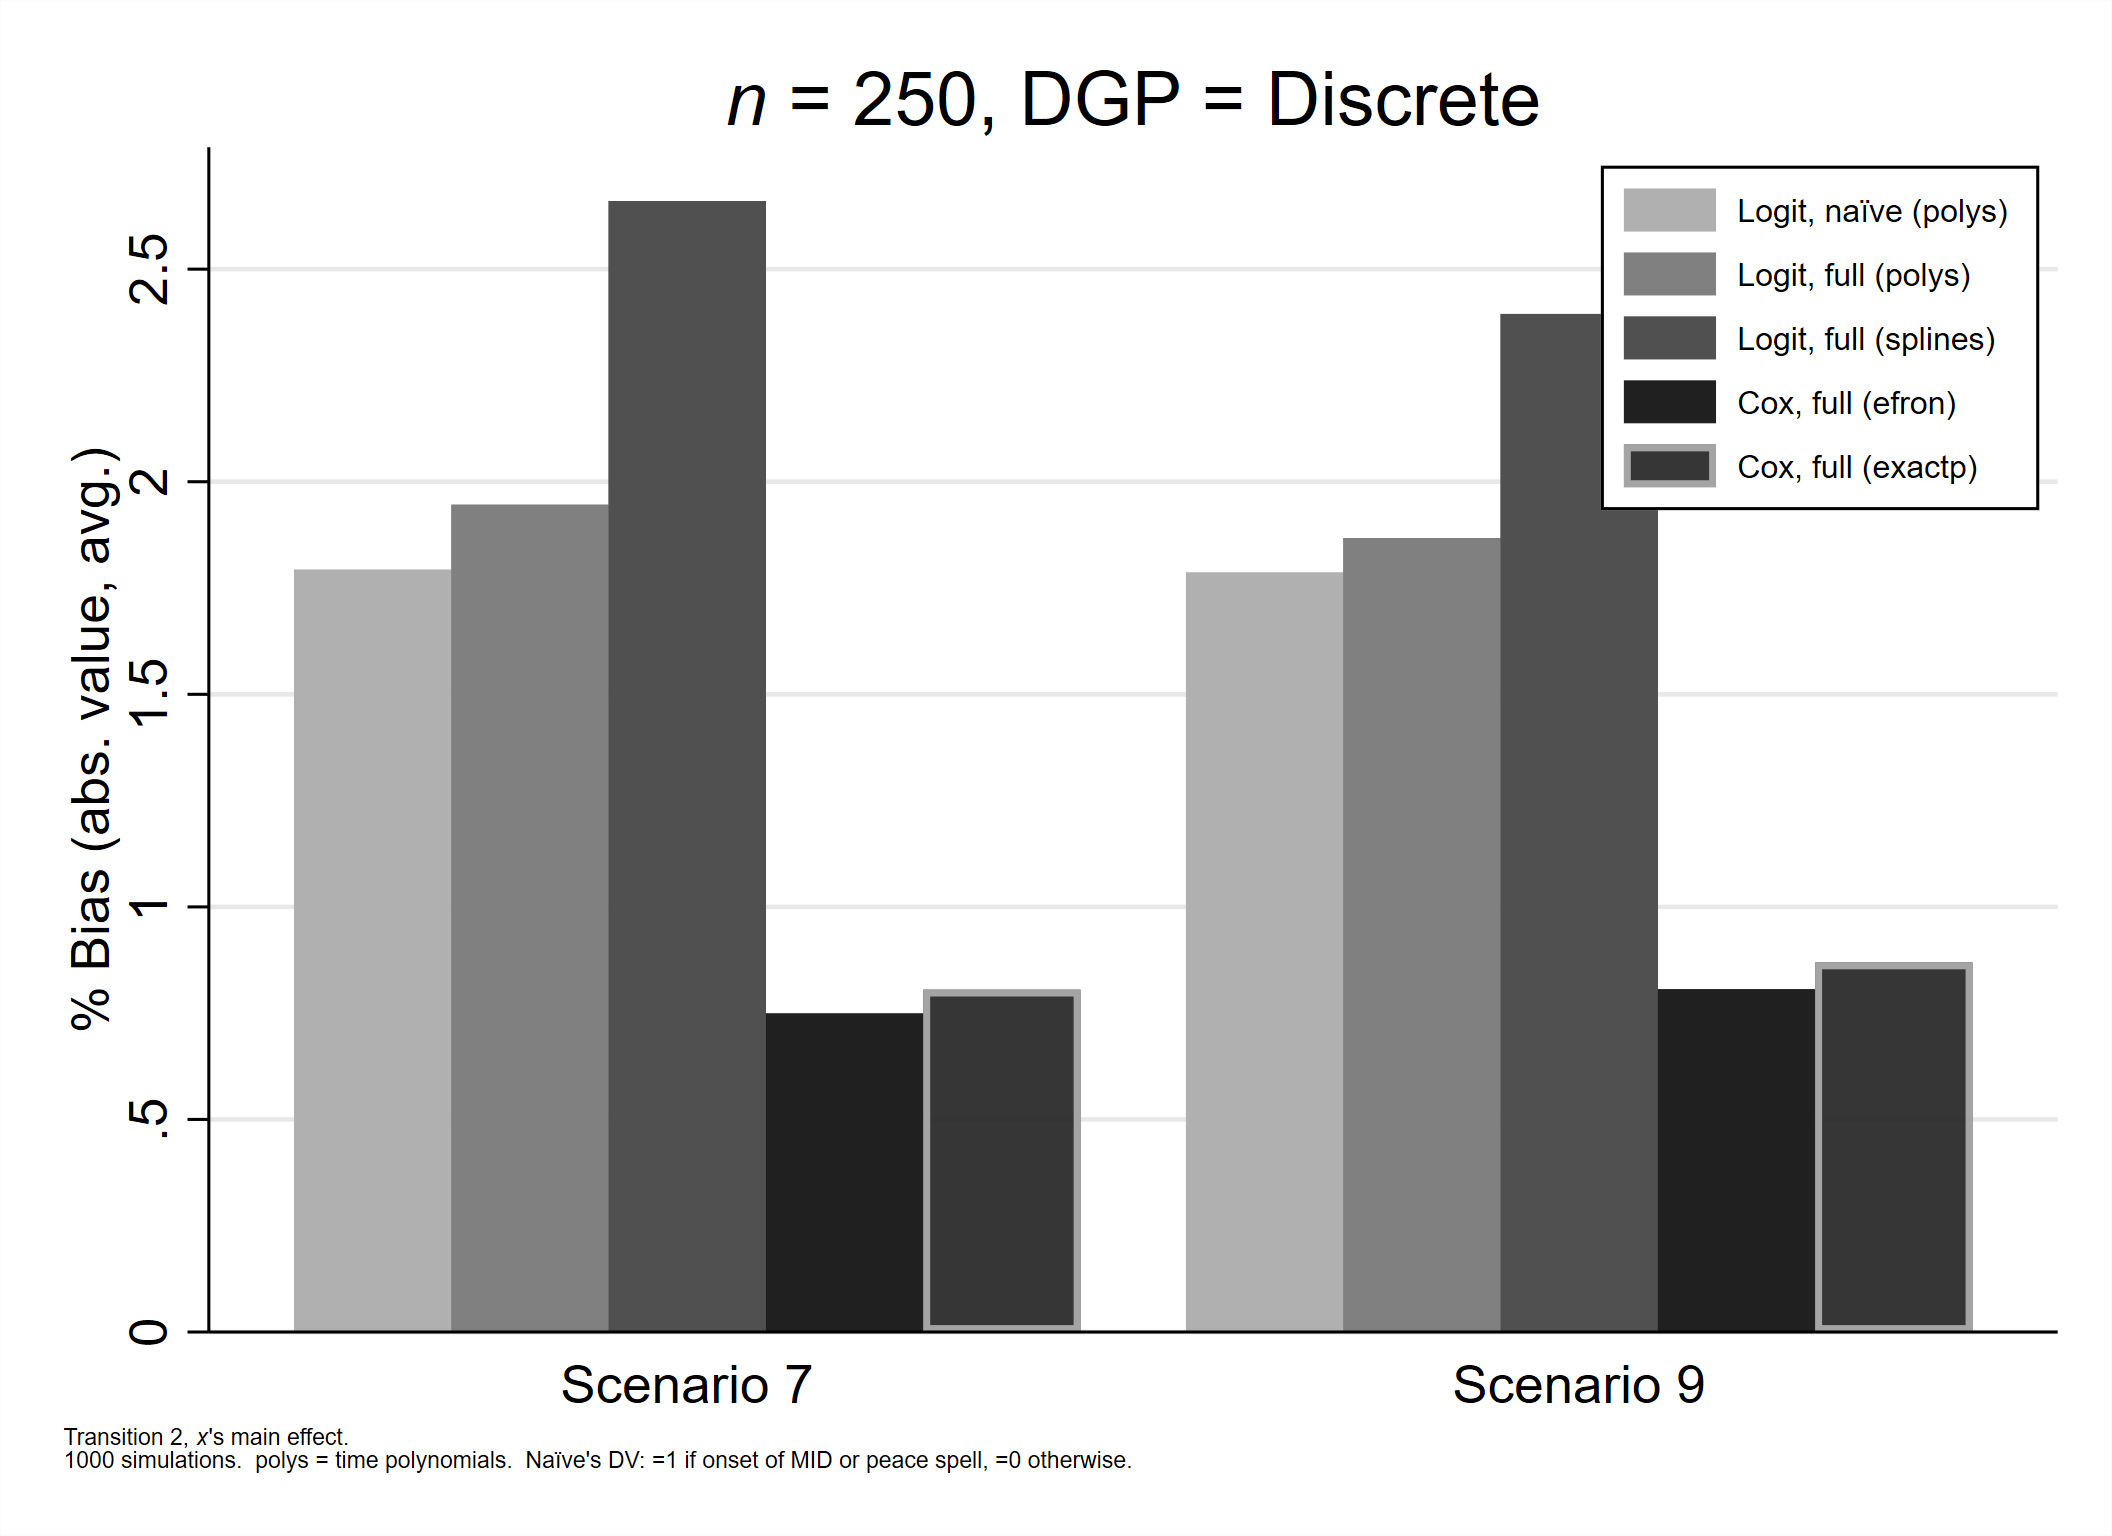 n = 250, DGP = Discrete
Logit, naïve (polys)
Logit, full (polys)
Logit, full (splines)
Cox, full (efron)
Cox, full (exactp)
% Bias (abs. value, avg.)
2.5
2
1.5
1
.5
0
Scenario 7
Scenario 9
Transition 2, x's main effect.
1000 simulations.  polys = time polynomials.  Naïve's DV: =1 if onset of MID or peace spell, =0 otherwise.